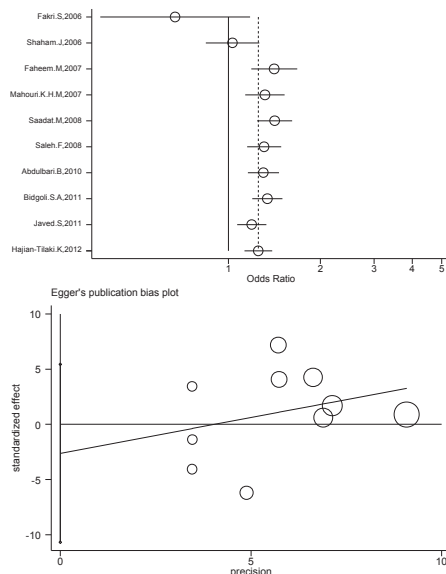 Fakri.S,2006
Shaham.J,2006
Faheem.M,2007
Mahouri.K.H.M,2007
Saadat.M,2008
Saleh.F,2008
Abdulbari.B,2010
Bidgoli.S.A,2011
Javed.S,2011
Hajian-Tilaki.K,2012
1 2 3 4 5
Odds Ratio
Egger's publication bias plot
10
5
0
-5
-10
standardized effect
0 5 10
precision